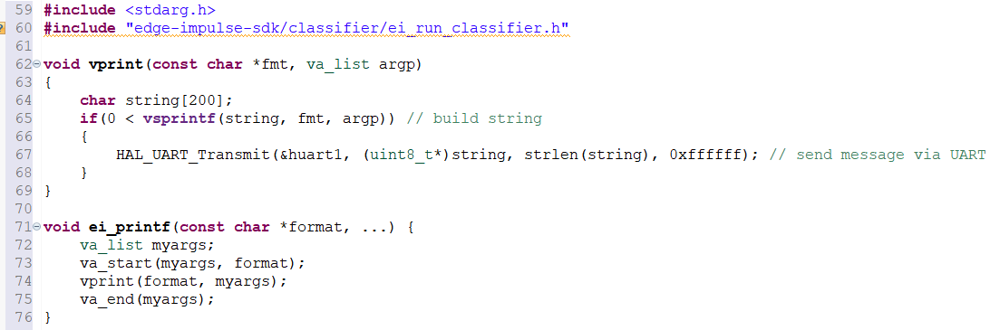 59 #include <stdarg.h>
60 #include "edge-impulse-sdk/classifier/ei_run_classifier.h"
61
62 void vprint(const char *fmt, va_list argp)
63 {
64     char string[200];
65     if(0 < vsprintf(string, fmt, argp)) // build string
66     {
67         HAL_UART_Transmit(&huart1, (uint8_t*)string, strlen(string), 0xffffff); // send message via UART
68     }
69 }
70
71 void ei_printf(const char *format, ...) {
72     va_list myargs;
73     va_start(myargs, format);
74     vprint(format, myargs);
75     va_end(myargs);
76 }